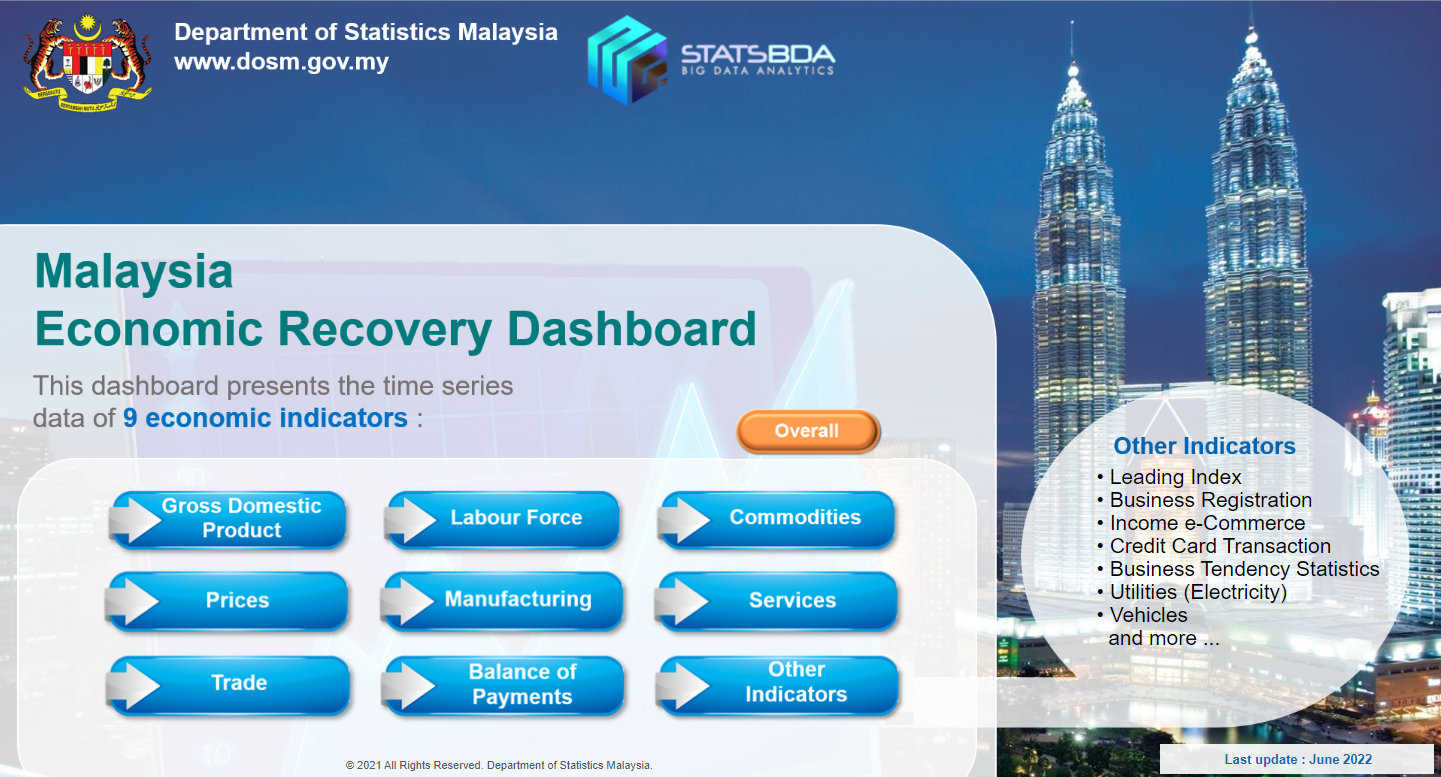 Department of Statistics Malaysia
www.dosm.gov.my
STATSBDA
BIG DATA ANALYTICS
Malaysia
Economic Recovery Dashboard
This dashboard presents the time series
data of 9 economic indicators :
Overall
Gross Domestic
Product
Labour Force
Commodities
Prices
Manufacturing
Services
Trade
Balance of
Payments
Other
Indicators
Other Indicators
• Leading Index
• Business Registration
• Income e-Commerce
• Credit Card Transaction
• Business Tendency Statistics
• Utilities (Electricity)
• Vehicles
and more ...
© 2021 All Rights Reserved. Department of Statistics Malaysia.
Last update : June 2022